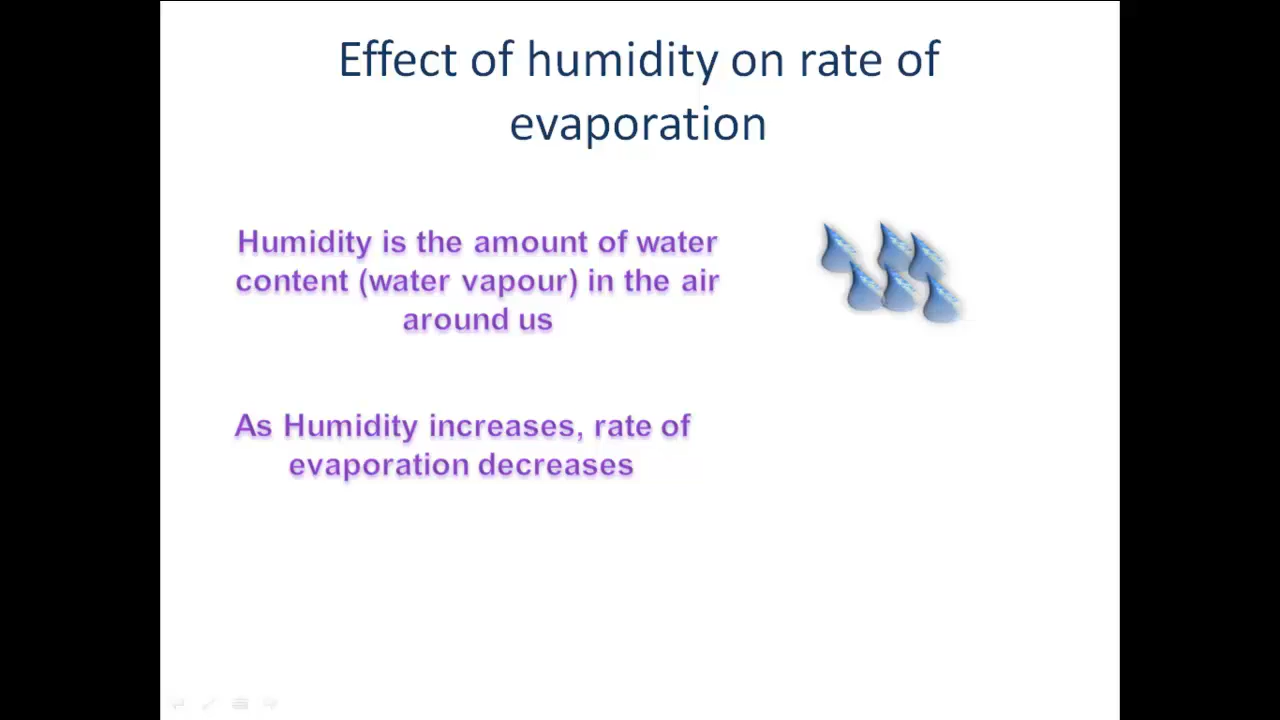 Effect of humidity on rate of
evaporation
Humidity is the amount of water
content (water vapour) in the air
around us
As Humidity increases, rate of
evaporation decreases